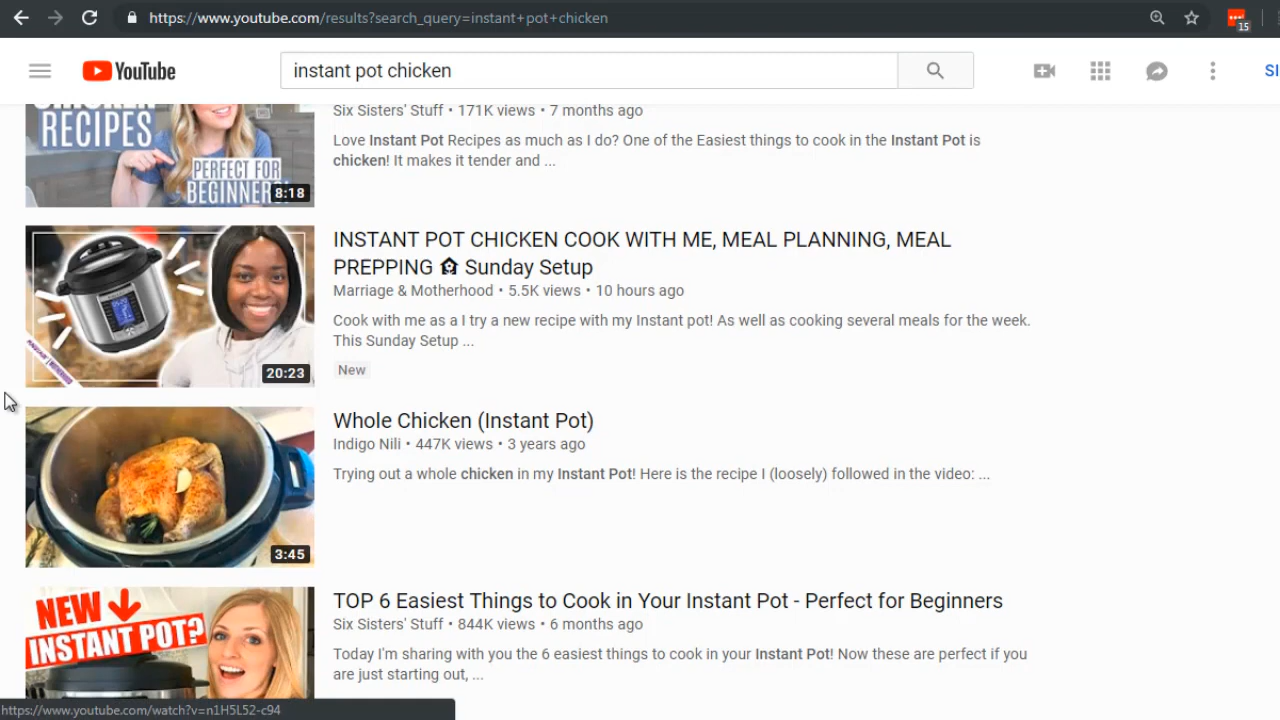 https://www.youtube.com/results?search_query=instant+pot+chicken
15
YouTube
instant pot chicken
SI
RECIPES
PERFECT FOR
BEGINNERS
8:18
Six Sisters' Stuff • 171K views • 7 months ago
Love Instant Pot Recipes as much as I do? One of the Easiest things to cook in the Instant Pot is
chicken! It makes it tender and ...
20:23
INSTANT POT CHICKEN COOK WITH ME, MEAL PLANNING, MEAL
PREPPING 🏠 Sunday Setup
Marriage & Motherhood • 5.5K views • 10 hours ago
Cook with me as a I try a new recipe with my Instant pot! As well as cooking several meals for the week.
This Sunday Setup ...
New
3:45
Whole Chicken (Instant Pot)
Indigo Nili • 447K views • 3 years ago
Trying out a whole chicken in my Instant Pot! Here is the recipe I (loosely) followed in the video: ...
NEW
INSTANT POT?
TOP 6 Easiest Things to Cook in Your Instant Pot - Perfect for Beginners
Six Sisters' Stuff • 844K views • 6 months ago
Today I'm sharing with you the 6 easiest things to cook in your Instant Pot! Now these are perfect if you
are just starting out, ...
https://www.youtube.com/watch?v=n1H5L52-c94